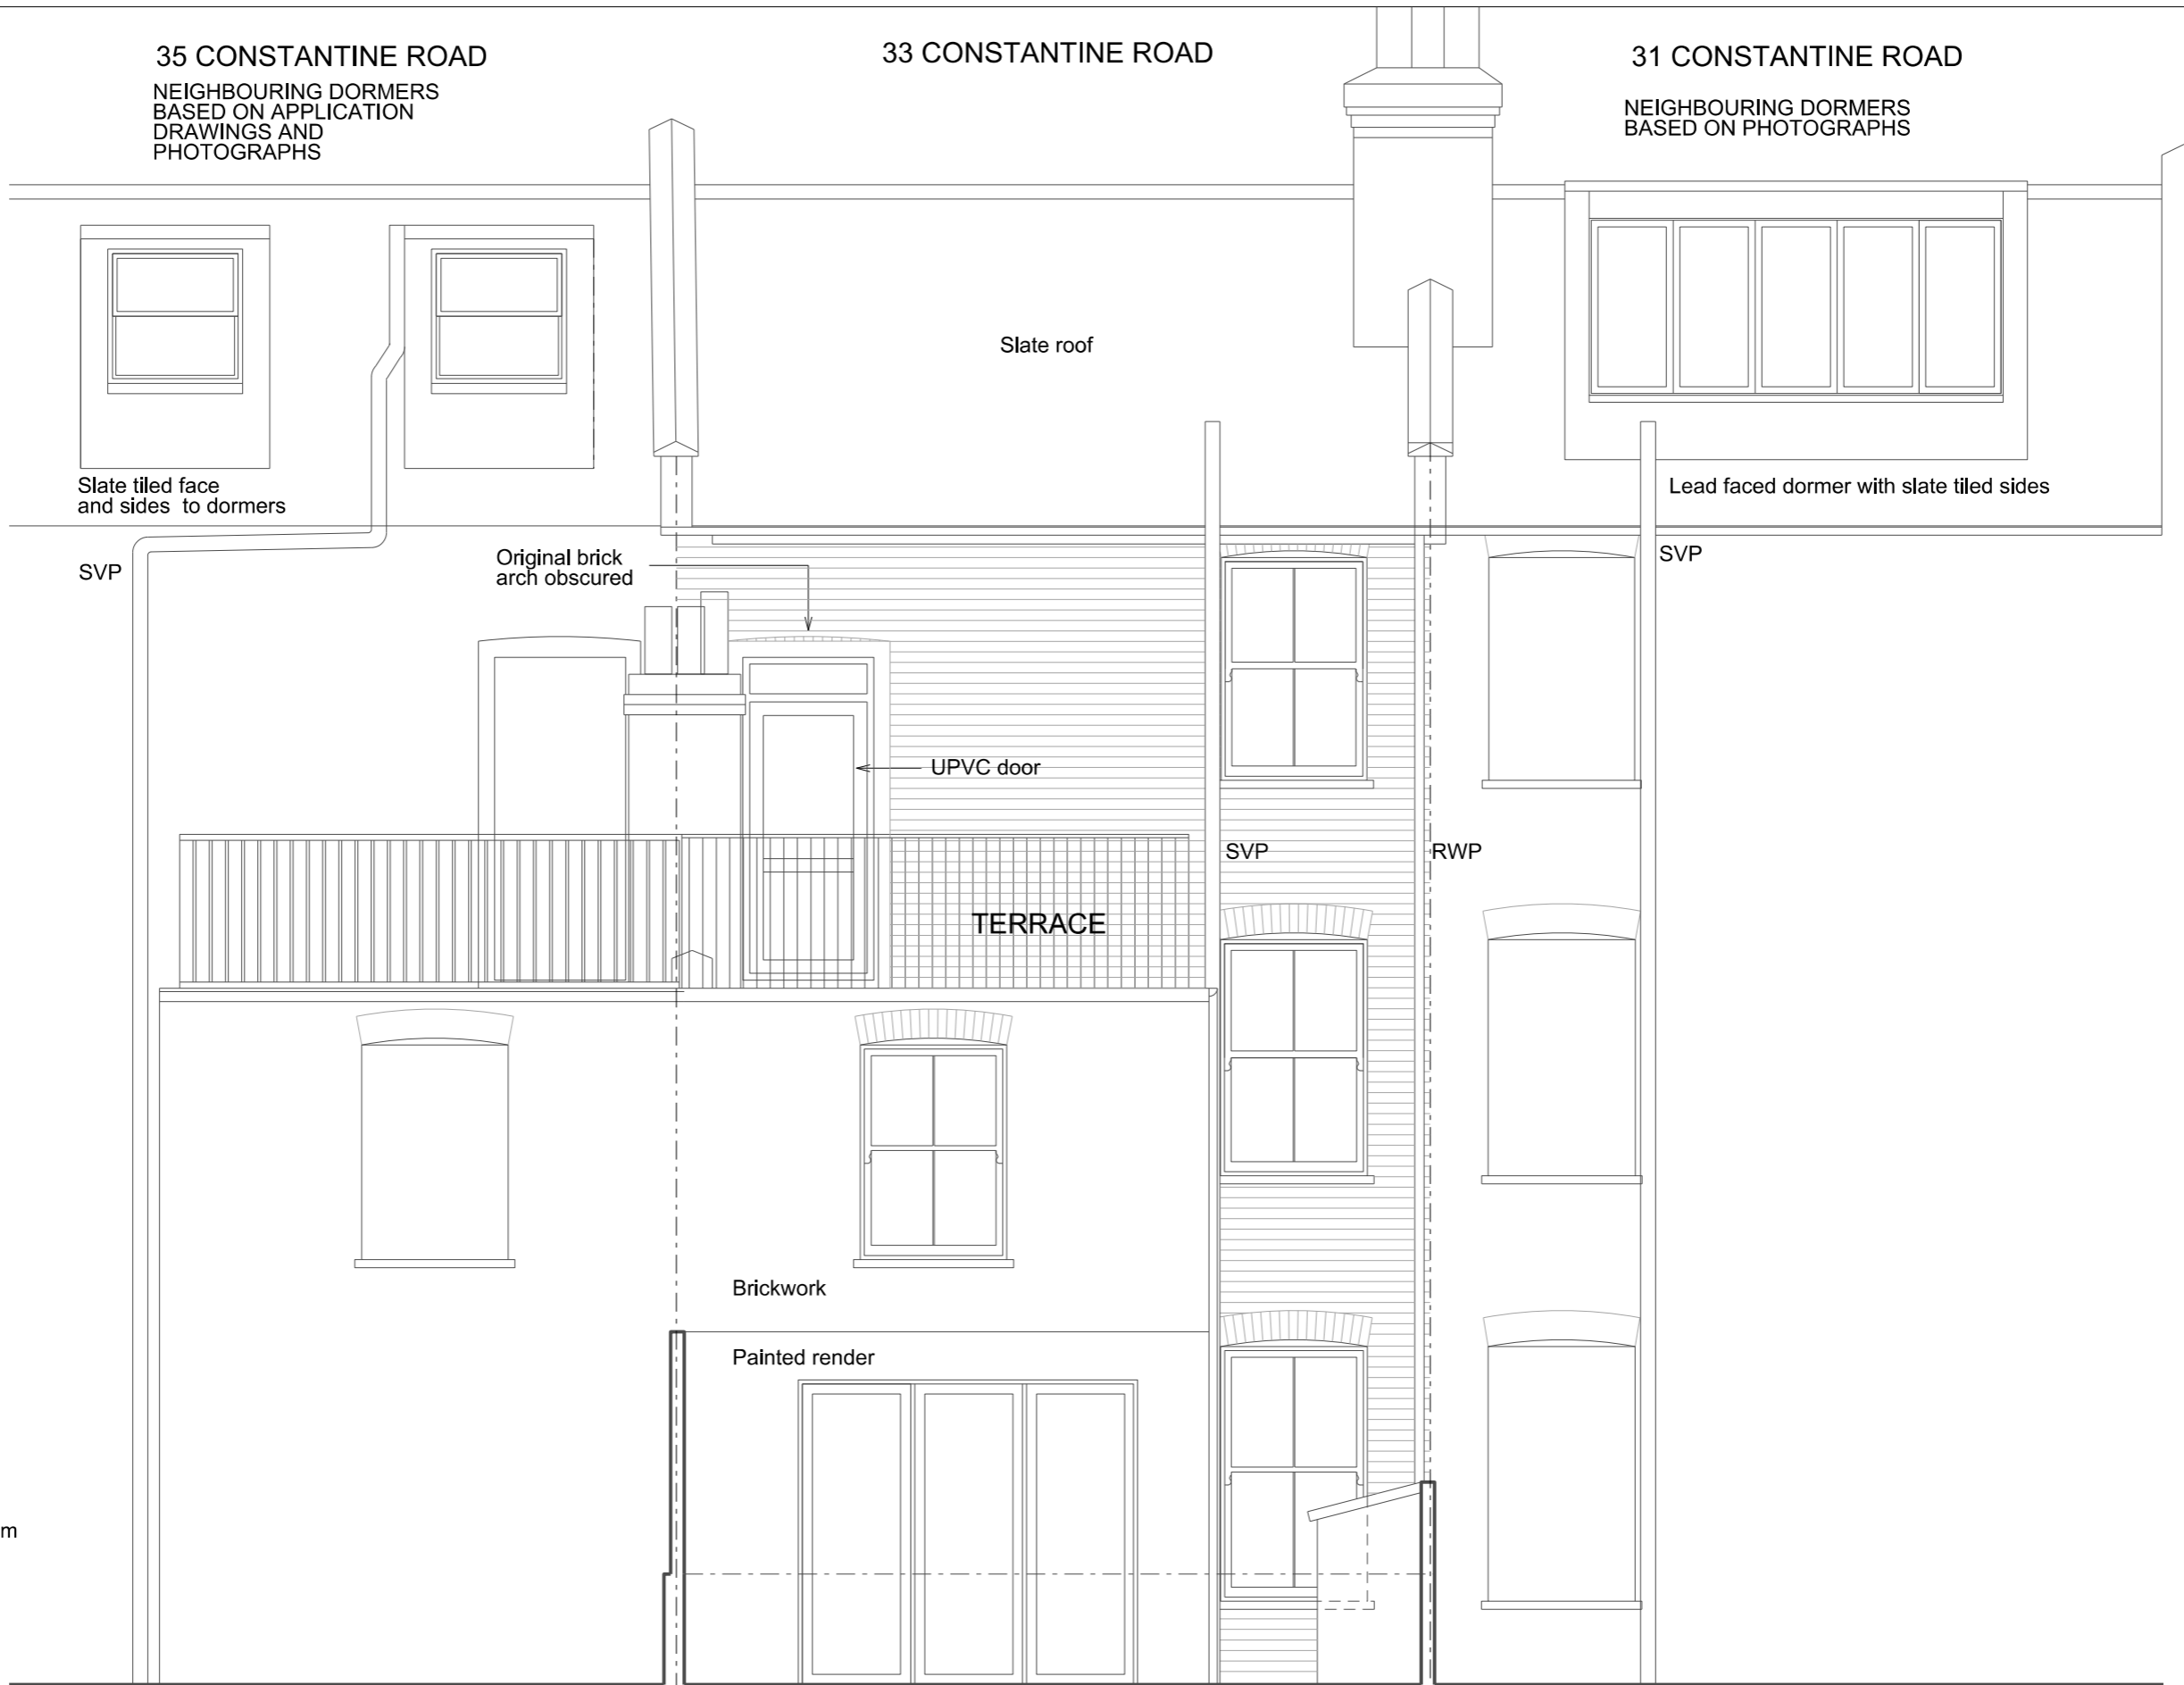 35 CONSTANTINE ROAD
NEIGHBOURING DORMERS
BASED ON APPLICATION
DRAWINGS AND
PHOTOGRAPHS
33 CONSTANTINE ROAD
31 CONSTANTINE ROAD
NEIGHBOURING DORMERS
BASED ON PHOTOGRAPHS
Slate roof
Slate tiled face
and sides to dormers
Lead faced dormer with slate tiled sides
SVP
Original brick
arch obscured
SVP
UPVC door
SVP
RWP
TERRACE
Brickwork
Painted render
m